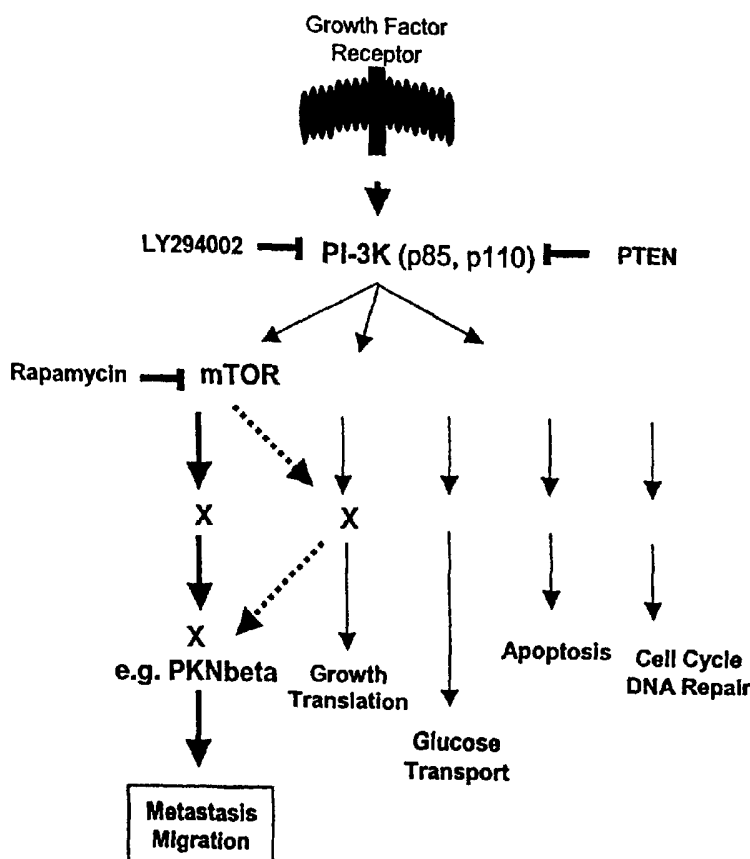 Growth Factor
Receptor
LY294002
PI-3K (p85, p110)
PTEN
Rapamycin
mTOR
X
X
X
e.g. PKNbeta
Growth
Translation
Glucose
Transport
Apoptosis
Cell Cycle
DNA Repair
Metastasis
Migration